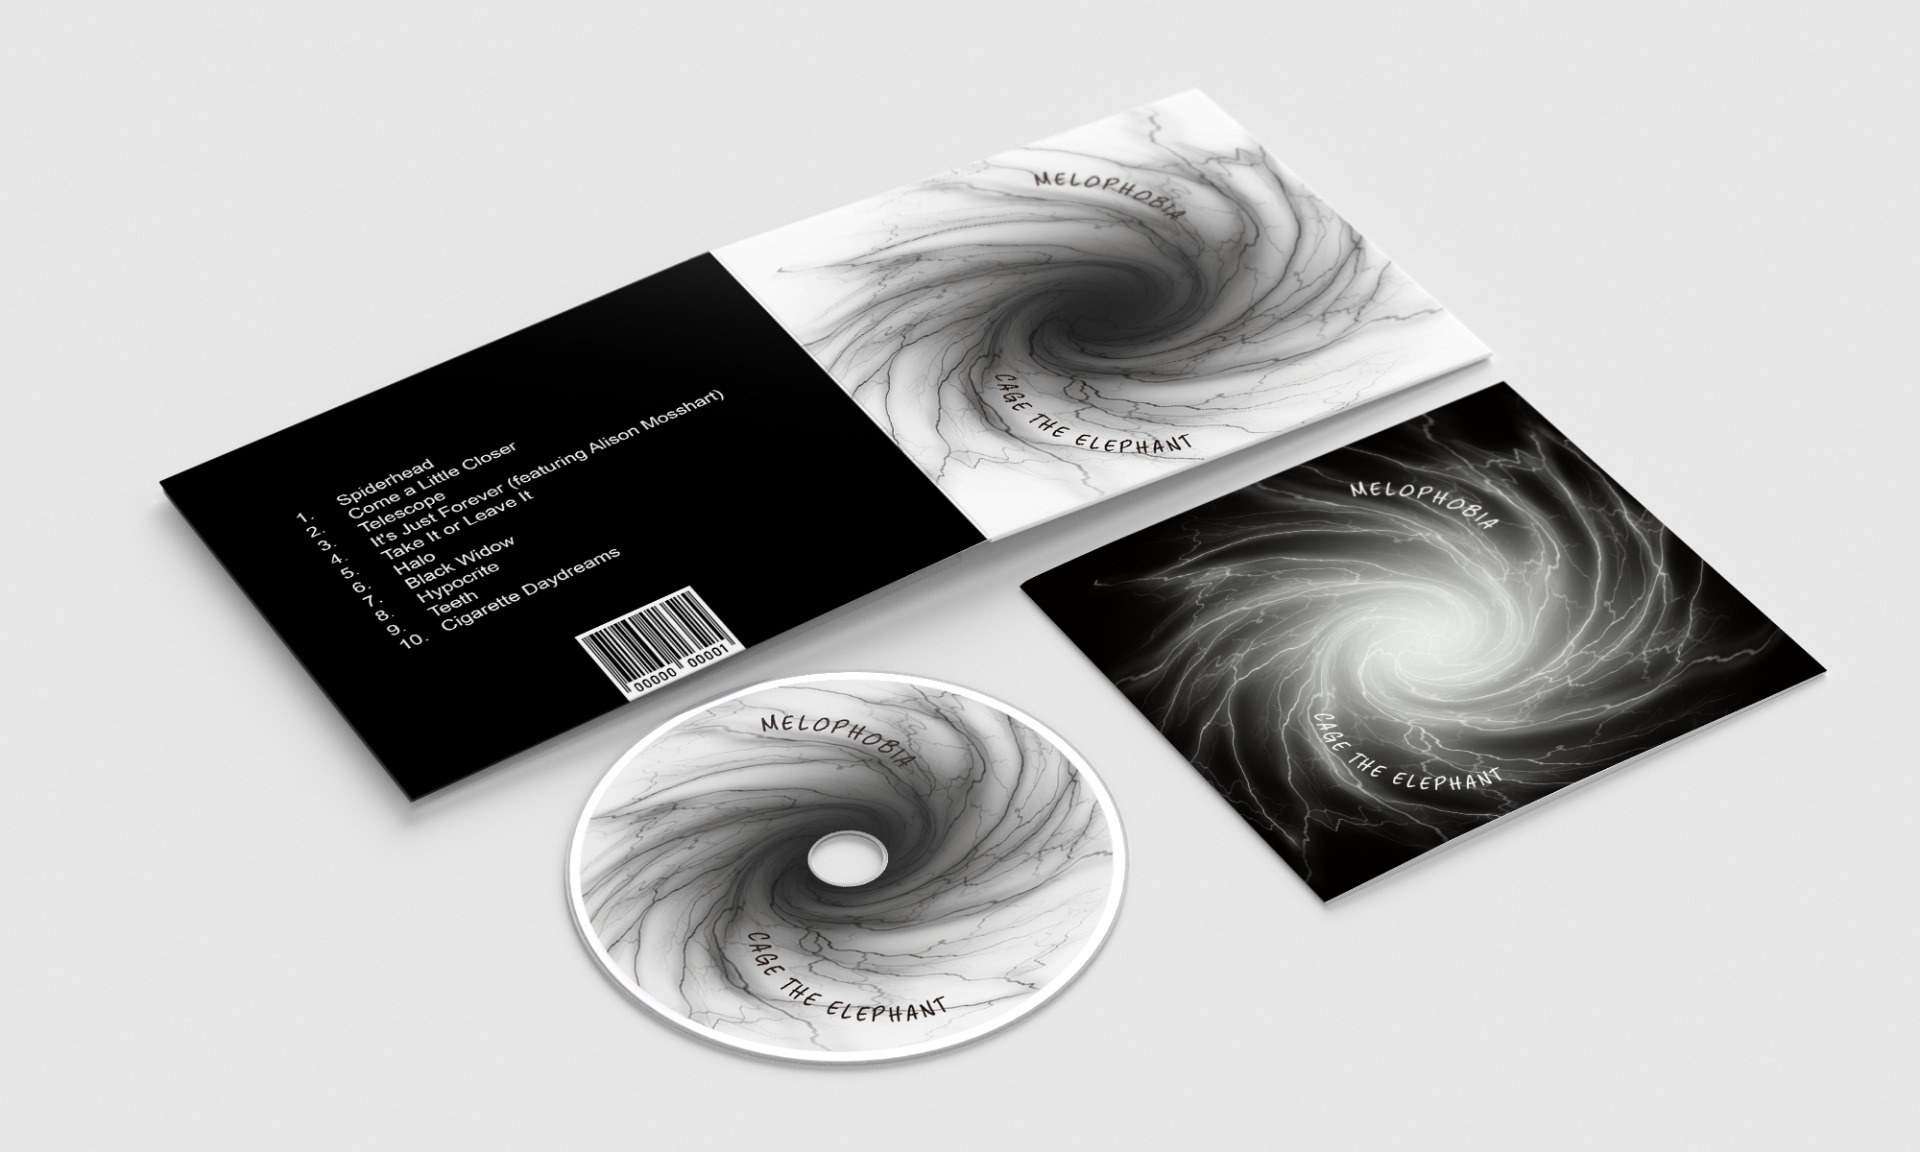 MELOPHOBIA
CAGE THE ELEPHANT
1. Spiderhead
2. Come a Little Closer
3. Telescope
4. It's Just Forever (featuring Alison Mosshart)
5. Take It or Leave It
6. Halo
7. Black Widow
8. Hypocrite
9. Teeth
10. Cigarette Daydreams
00000 00001
MELOPHOBIA
CAGE THE ELEPHANT
MELOPHOBIA
CAGE THE ELEPHANT